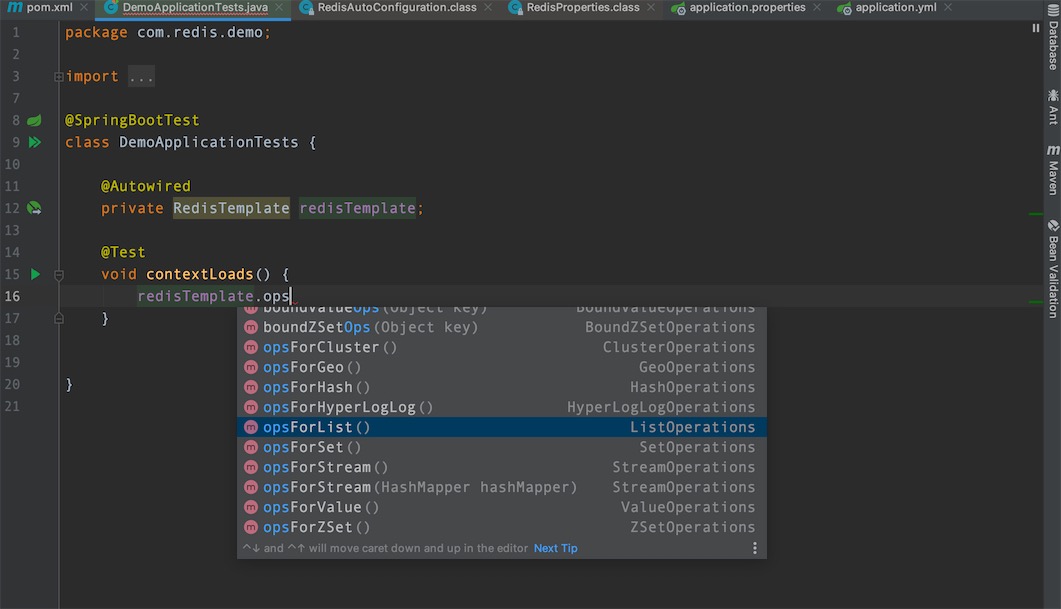 pom.xml DemoApplicationTests.java RedisAutoConfiguration.class RedisProperties.class application.properties application.yml
1 package com.redis.demo;
2
3 import ...
7
8 @SpringBootTest
9 class DemoApplicationTests {
10
11 @Autowired
12 private RedisTemplate redisTemplate;
13
14 @Test
15 void contextLoads() {
16 redisTemplate.ops
17 }
18
19
20 }
21
boundValueOps(Object key) BoundValueOperations
boundZSetOps(Object key) BoundZSetOperations
opsForCluster() ClusterOperations
opsForGeo() GeoOperations
opsForHash() HashOperations
opsForHyperLogLog() HyperLogLogOperations
opsForList() ListOperations
opsForSet() SetOperations
opsForStream() StreamOperations
opsForStream(HashMapper hashMapper) StreamOperations
opsForValue() ValueOperations
opsForZSet() ZSetOperations
^↓ and ^↑ will move caret down and up in the editor Next Tip
Database
Ant
Maven
Bean Validation